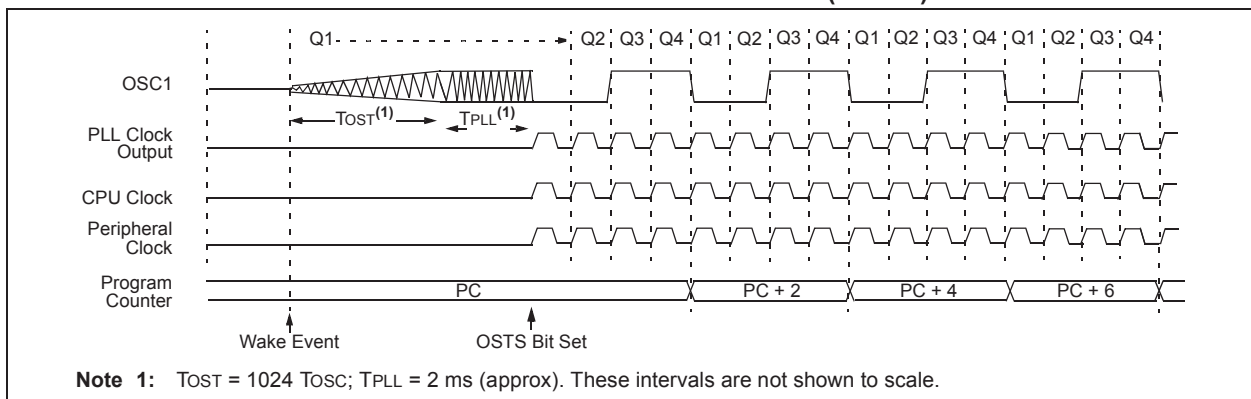 Q1 Q2 Q3 Q4 Q1 Q2 Q3 Q4 Q1 Q2 Q3 Q4 Q1 Q2 Q3 Q4
OSC1
TOST(1) TPLL(1)
PLL Clock
Output
CPU Clock
Peripheral
Clock
Program
Counter
PC PC + 2 PC + 4 PC + 6
Wake Event OSTS Bit Set
Note 1: TOST = 1024 TOSC; TPLL = 2 ms (approx). These intervals are not shown to scale.